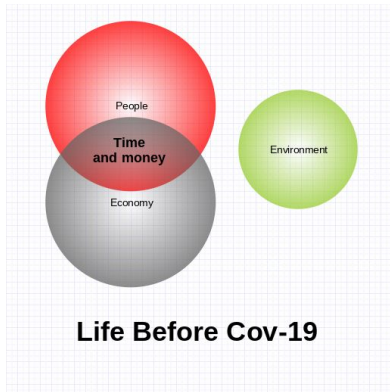 People
Time
and money
Environment
Economy
Life Before Cov-19